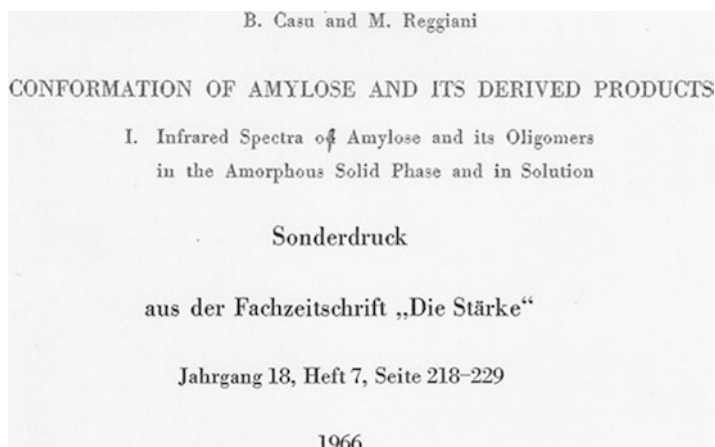 B. Casu and M. Reggiani
CONFORMATION OF AMYLOSE AND ITS DERIVED PRODUCTS
I. Infrared Spectra of Amylose and its Oligomers
in the Amorphous Solid Phase and in Solution
Sonderdruck
aus der Fachzeitschrift „Die Stärke“
Jahrgang 18, Heft 7, Seite 218–229
1966